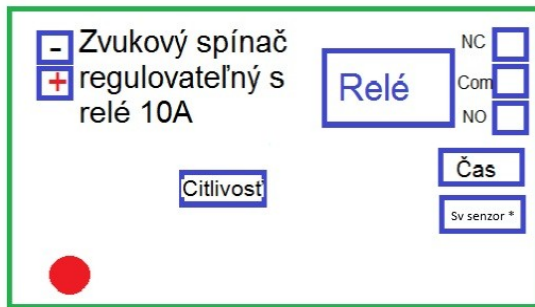 - Zvukový spínač
+ regulovateľný s
relé 10A
Relé
NC
Com
NO
Citlivosť
Čas
Sv senzor *